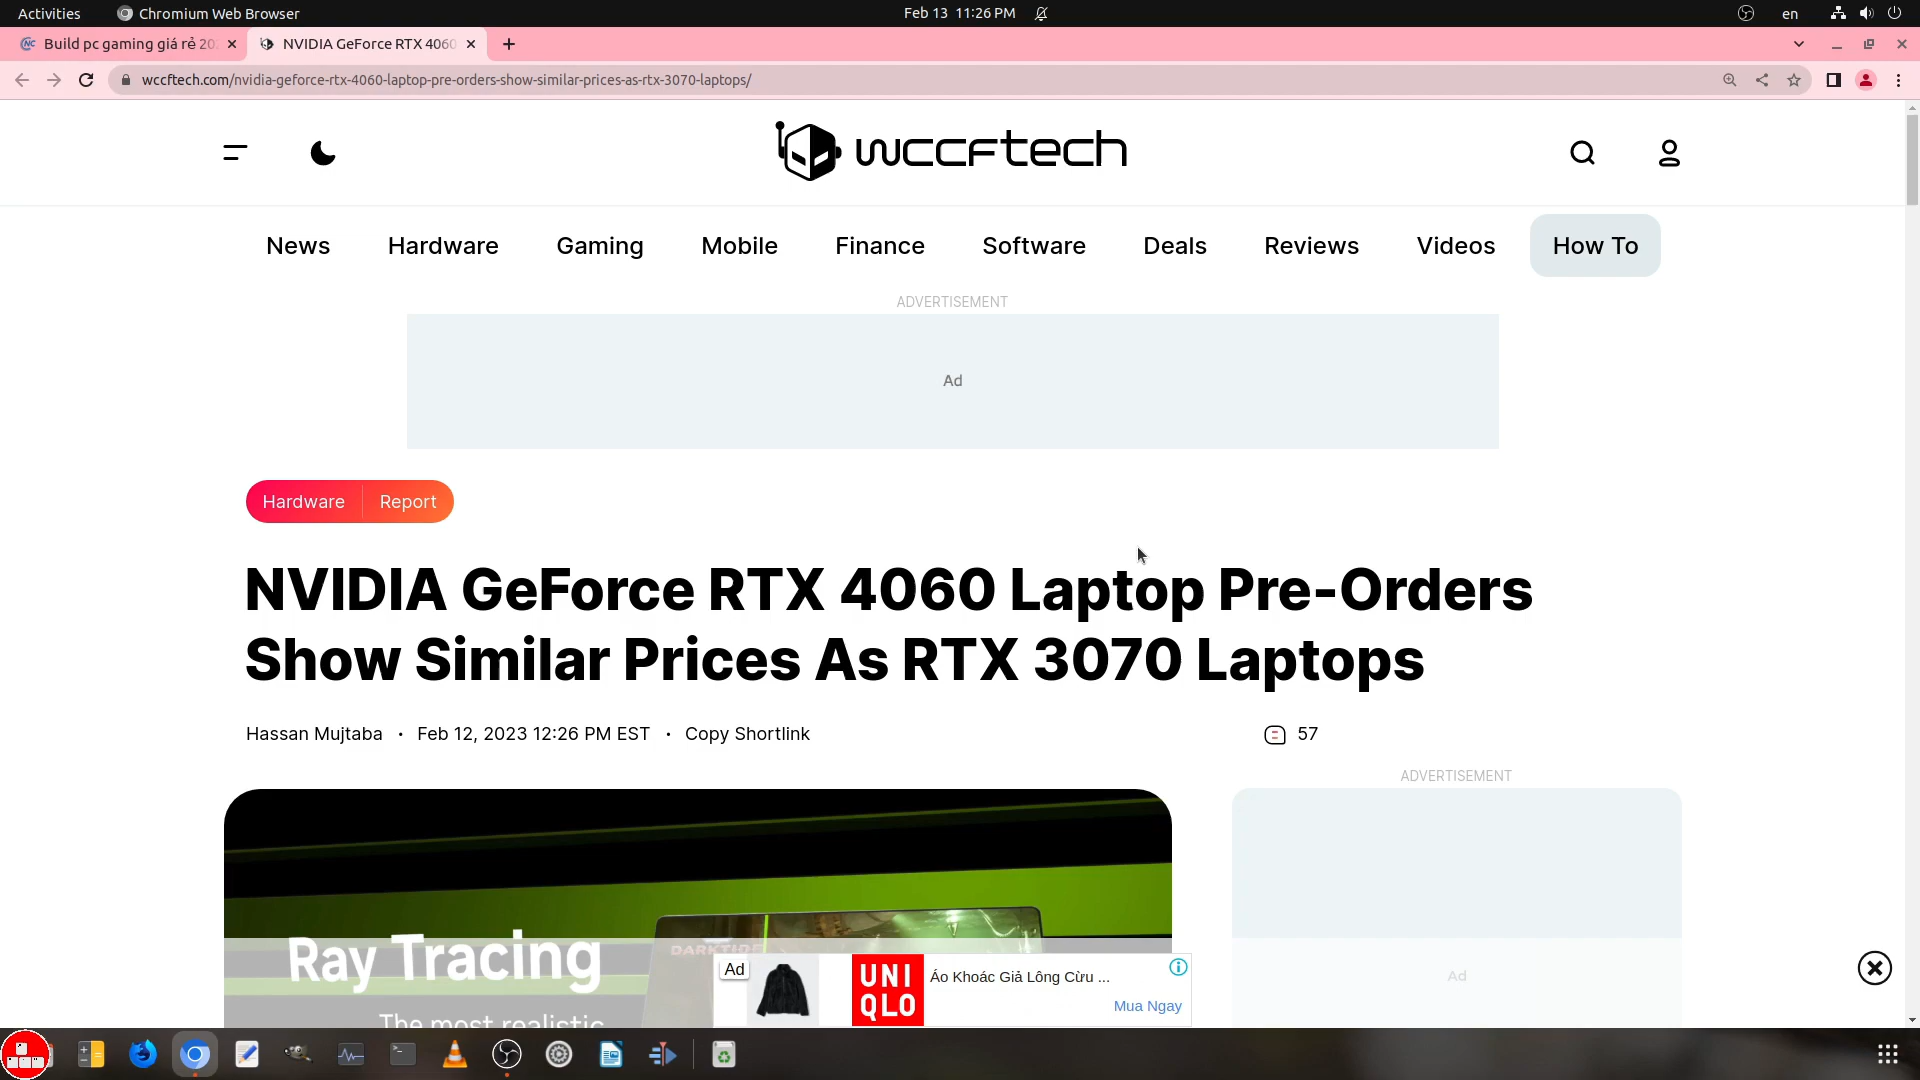 Activities
Chromium Web Browser
Feb 13 11:26 PM
en
Build pc gaming giá rẻ 20
NVIDIA GeForce RTX 4060
wccftech.com/nvidia-geforce-rtx-4060-laptop-pre-orders-show-similar-prices-as-rtx-3070-laptops/
wccftech
News Hardware Gaming Mobile Finance Software Deals Reviews Videos How To
ADVERTISEMENT
Ad
Hardware Report
NVIDIA GeForce RTX 4060 Laptop Pre-Orders
Show Similar Prices As RTX 3070 Laptops
Hassan Mujtaba • Feb 12, 2023 12:26 PM EST • Copy Shortlink
57
ADVERTISEMENT
Ray Tracing
DARKTIDE
The most realistic
Ad
UNI
QLO
Áo Khoác Giả Lông Cừu ...
Mua Ngay
Ad